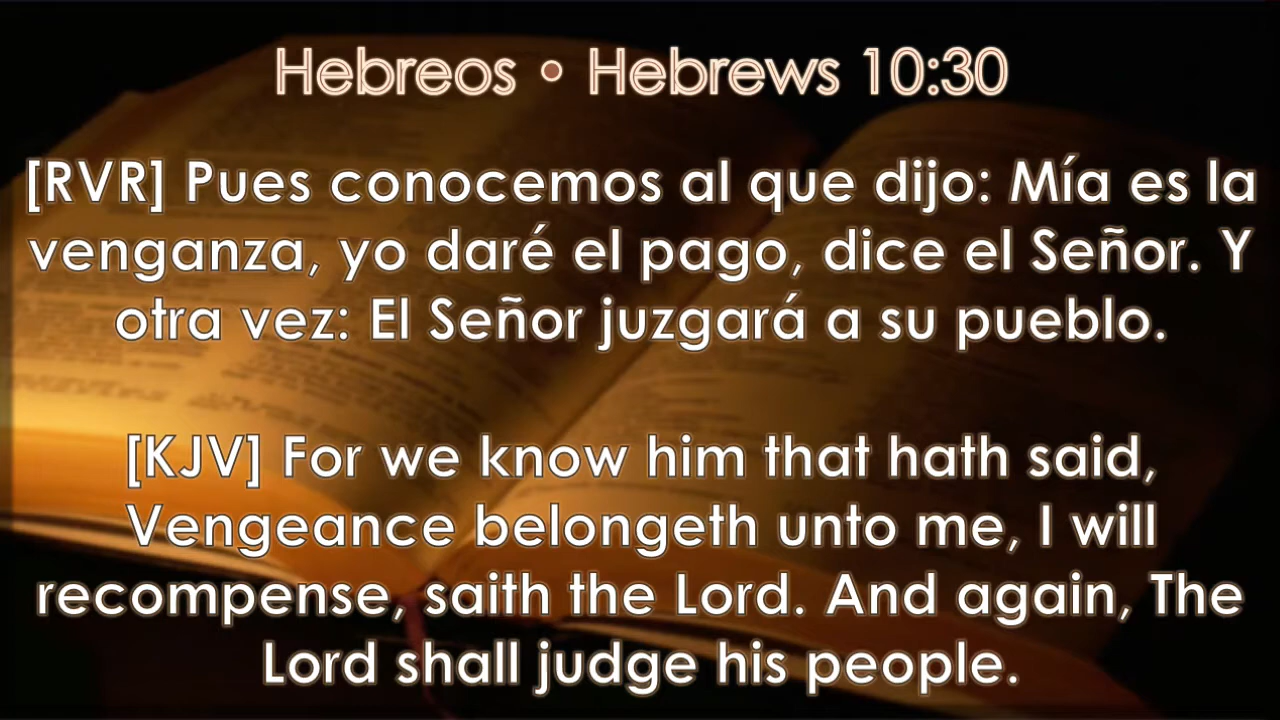 Hebreos • Hebrews 10:30
[RVR] Pues conocemos al que dijo: Mía es la
venganza, yo daré el pago, dice el Señor. Y
otra vez: El Señor juzgará a su pueblo.
[KJV] For we know him that hath said,
Vengeance belongeth unto me, I will
recompense, saith the Lord. And again, The
Lord shall judge his people.